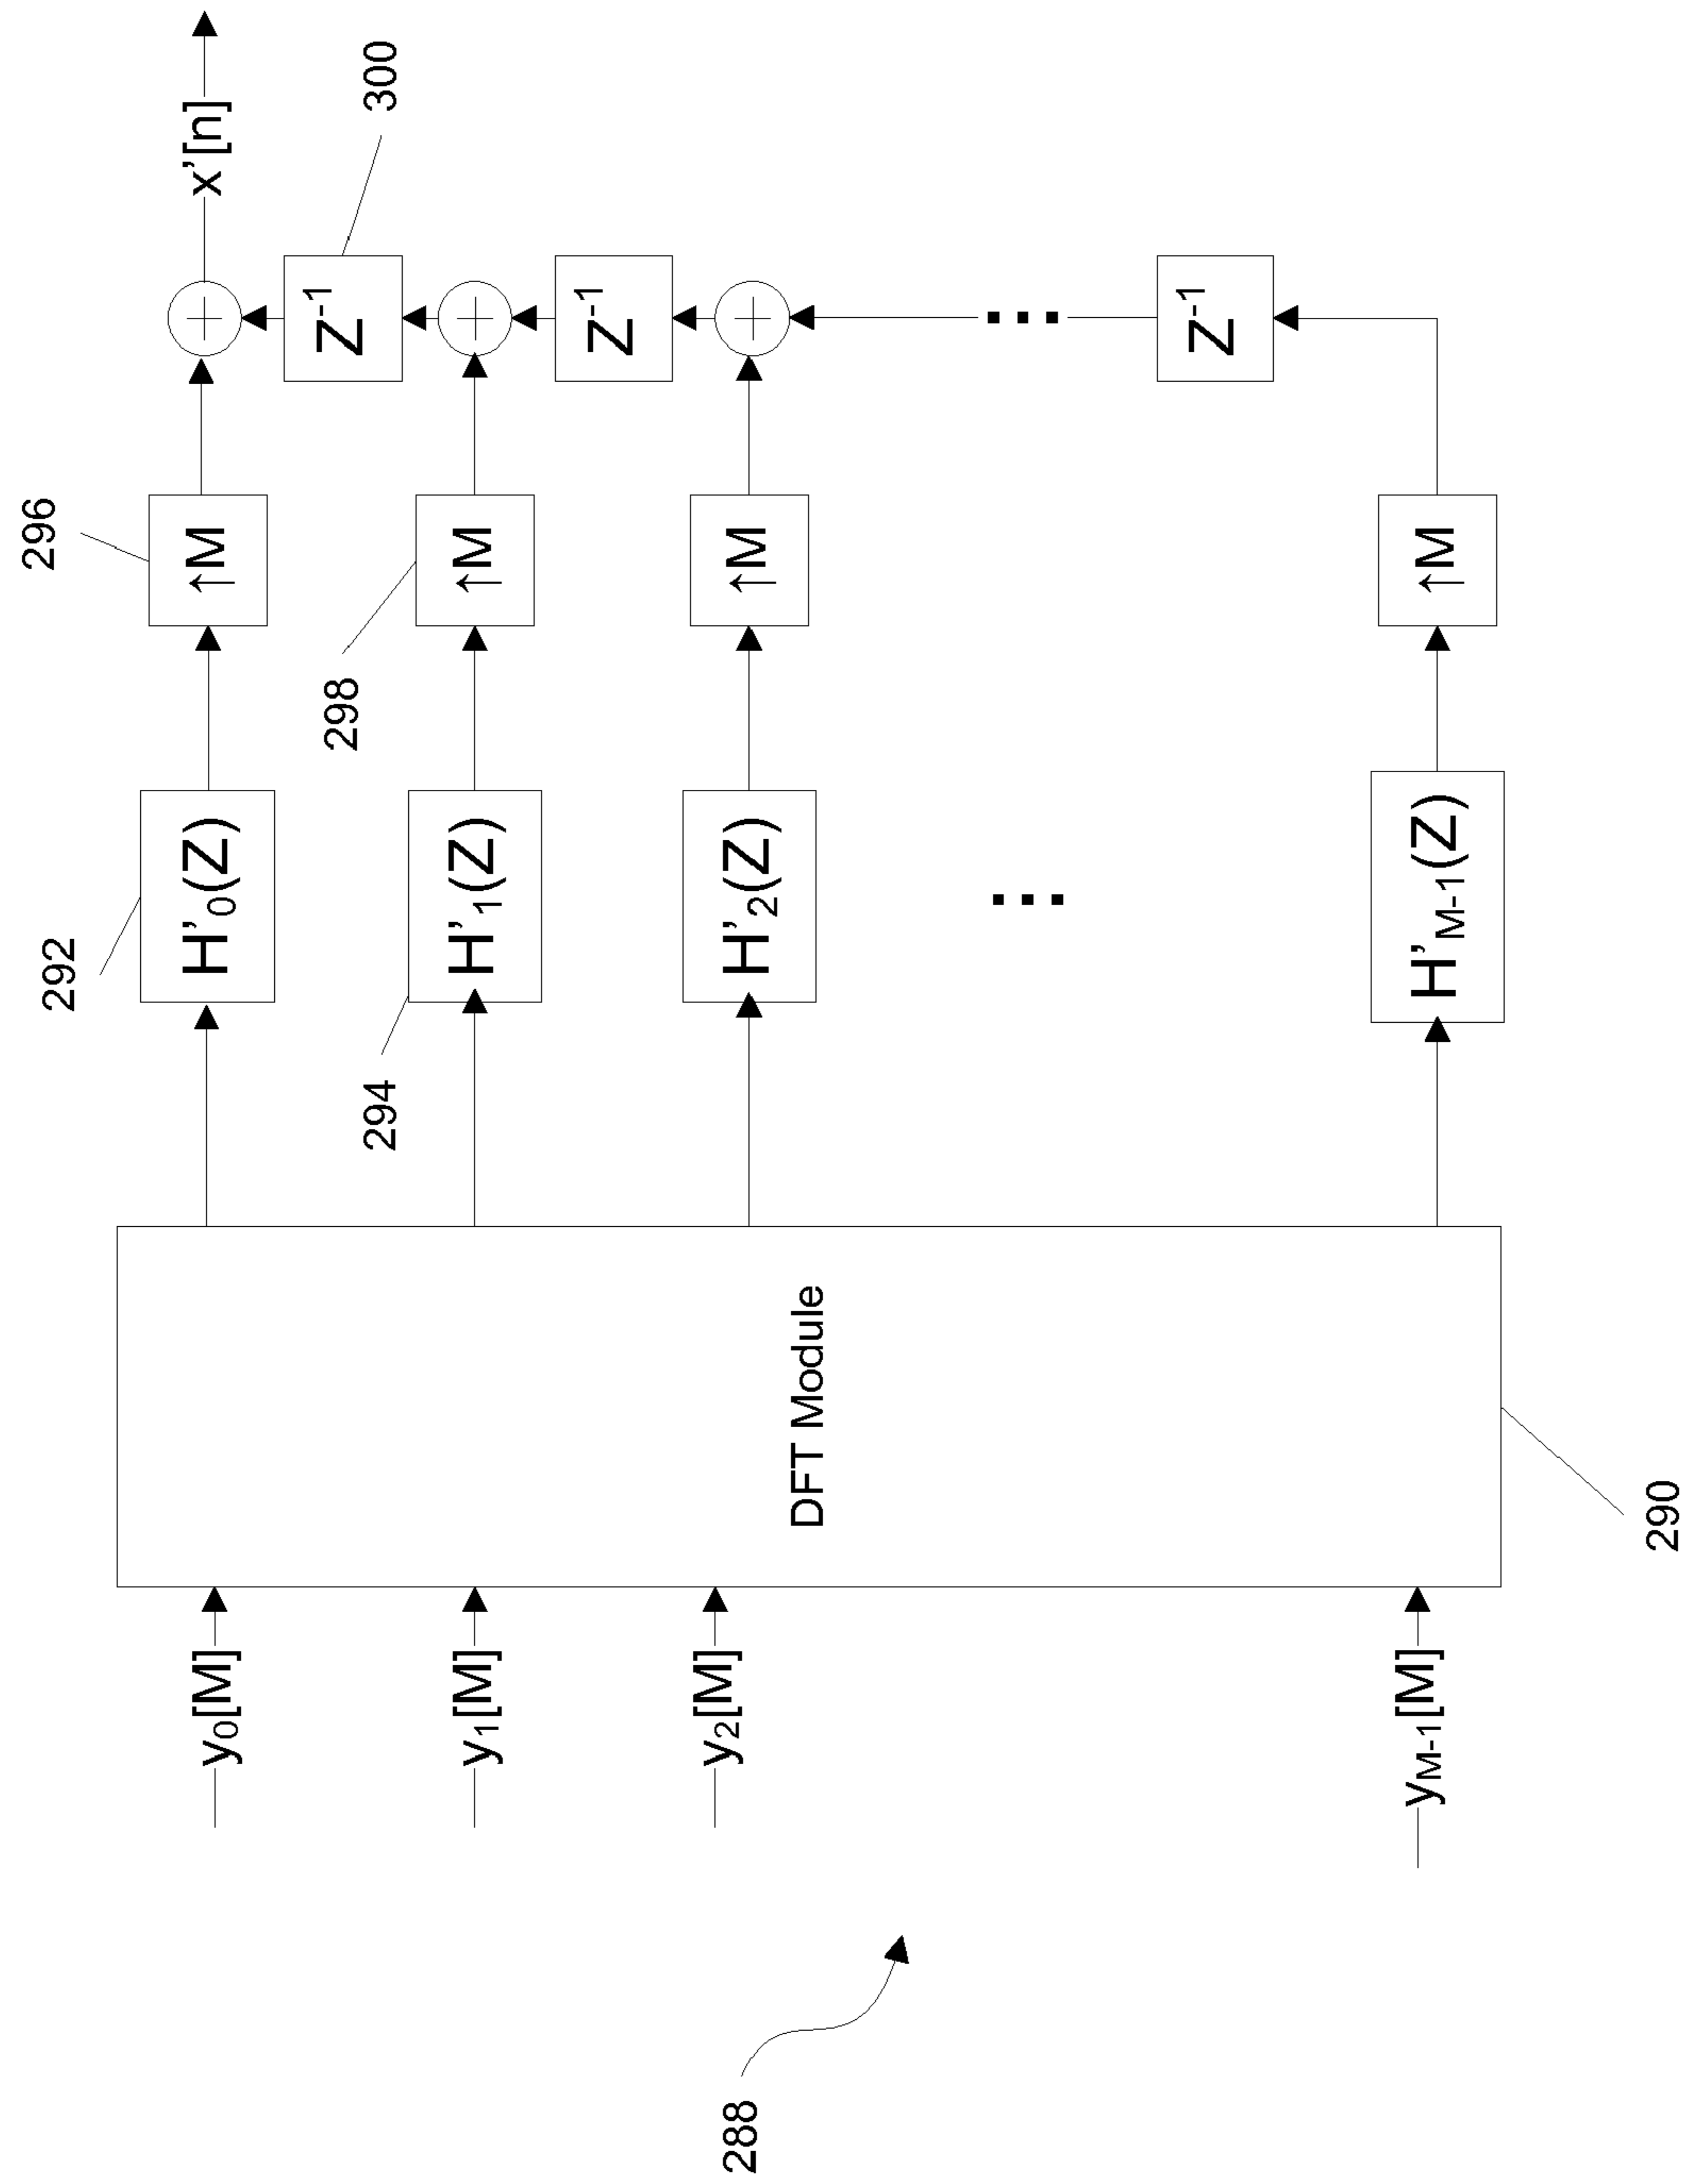 292
296
y₀[M]
H'₀(Z)
↑M
x'[n]
298
Z⁻¹
294
300
y₁[M]
H'₁(Z)
↑M
Z⁻¹
y₂[M]
H'₂(Z)
↑M
DFT Module
288
...
...
Z⁻¹
yM-1[M]
H'M-1(Z)
↑M
290